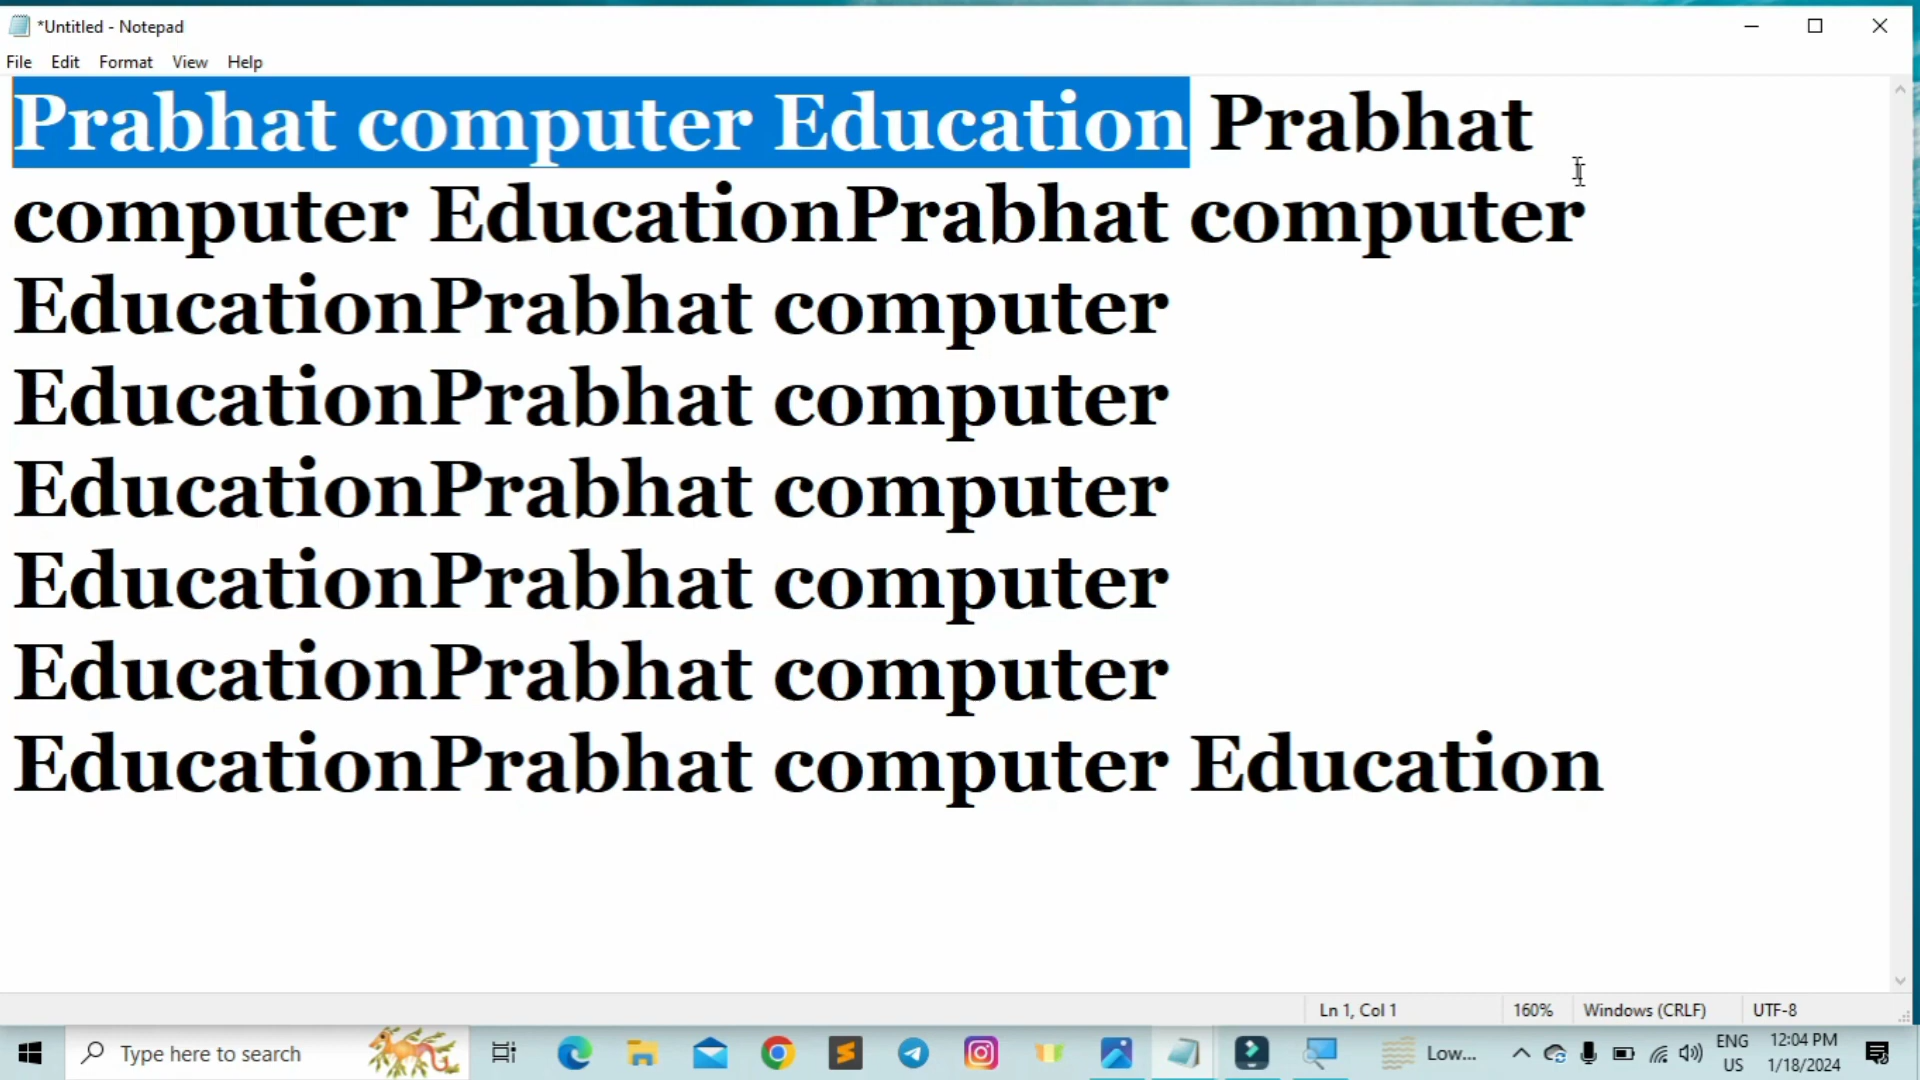 *Untitled - Notepad
File Edit Format View Help
Prabhat computer Education Prabhat
computer EducationPrabhat computer
EducationPrabhat computer
EducationPrabhat computer
EducationPrabhat computer
EducationPrabhat computer
EducationPrabhat computer
EducationPrabhat computer Education
Ln 1, Col 1 160% Windows (CRLF) UTF-8
Type here to search Low... ENG US 12:04 PM 1/18/2024